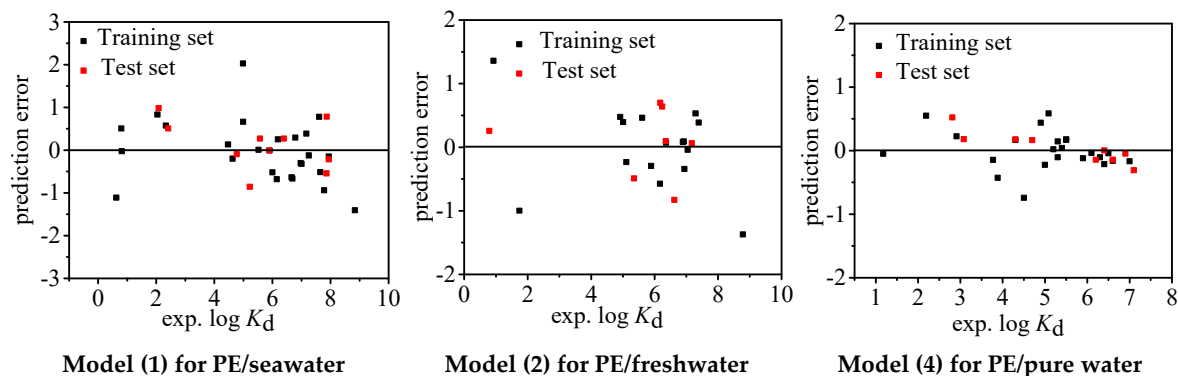 3
2
1
0
-1
-2
-3
0
2
4
6
8
10
Training set
Test set
prediction error
exp. log Kd
Model (1) for PE/seawater
2
1
0
-1
-2
0
2
4
6
8
10
Training set
Test set
prediction error
exp. log Kd
Model (2) for PE/freshwater
2
1
0
-1
-2
1
2
3
4
5
6
7
8
Training set
Test set
prediction error
exp. log Kd
Model (4) for PE/pure water